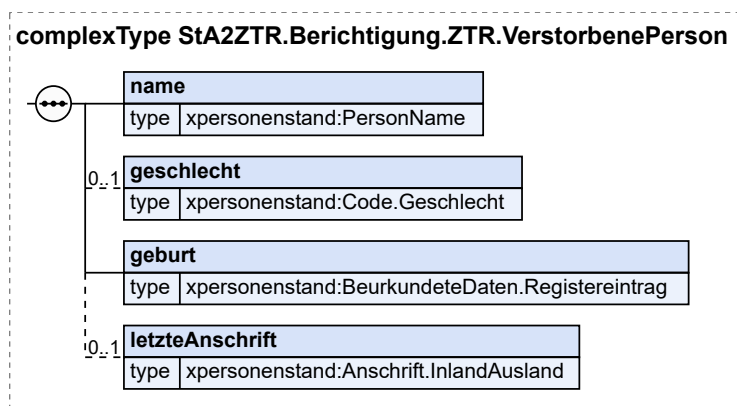 complexType StA2ZTR.Berichtigung.ZTR.VerstorbenePerson
name
type xpersonenstand:PersonName
0..1 geschlecht
type xpersonenstand:Code.Geschlecht
geburt
type xpersonenstand:BeurkundeteDaten.Registereintrag
0..1 letzteAnschrift
type xpersonenstand:Anschrift.InlandAusland